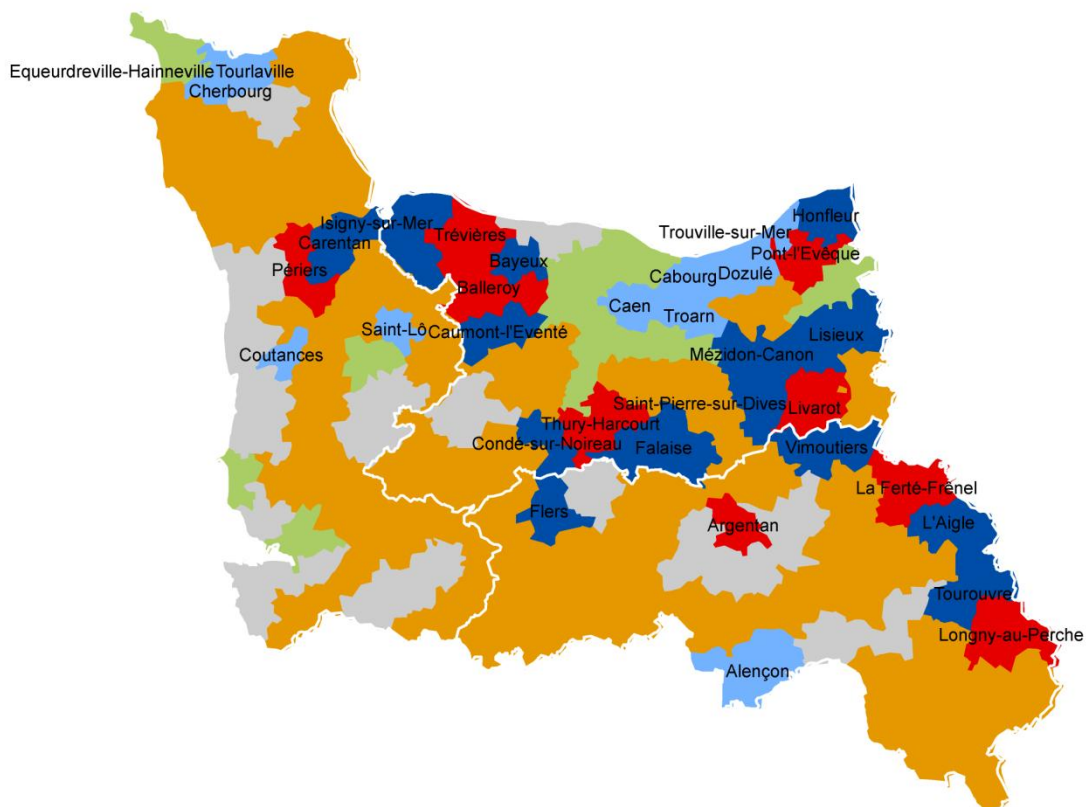 Equeurdreville-Hainneville
Tourlaville
Cherbourg
Isigny-sur-Mer
Carentan
Périers
Trévières
Bayeux
Balleroy
Saint-Lô
Caumont-l'Eventé
Coutances
Honfleur
Trouville-sur-Mer
Pont-l'Evêque
Cabourg
Dozulé
Caen
Troarn
Lisieux
Mézidon-Canon
Saint-Pierre-sur-Dives
Livarot
Thury-Harcourt
Condé-sur-Noireau
Falaise
Vimoutiers
Flers
La Ferté-Frênel
Argentan
L'Aigle
Tourouvre
Longny-au-Perche
Alençon